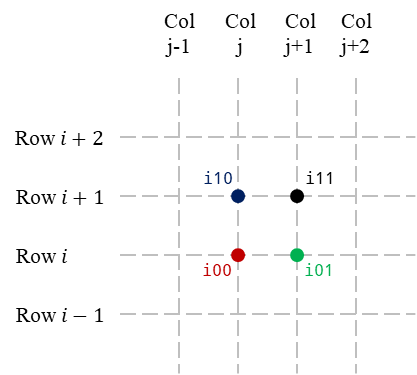 Col Col Col Col
j-1 j j+1 j+2
Row i + 2
i10 i11
Row i + 1
Row i
i00 i01
Row i − 1